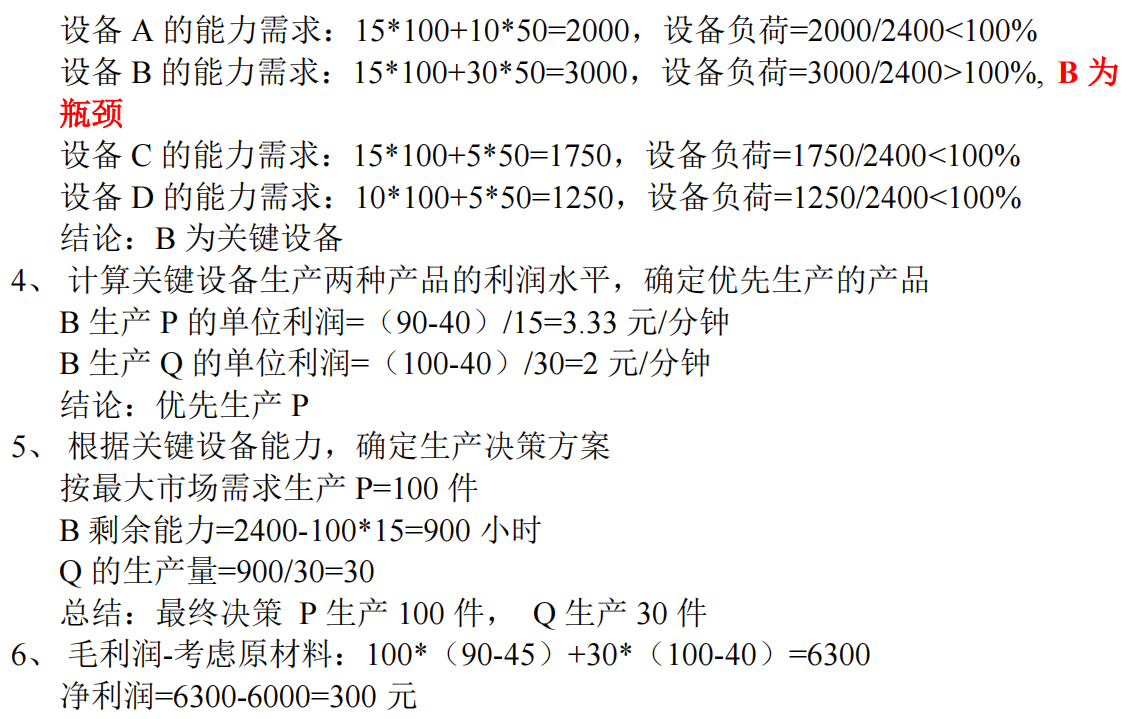 设备 A 的能力需求：15*100+10*50=2000，设备负荷=2000/2400<100%
设备 B 的能力需求：15*100+30*50=3000，设备负荷=3000/2400>100%, B 为
瓶颈
设备 C 的能力需求：15*100+5*50=1750，设备负荷=1750/2400<100%
设备 D 的能力需求：10*100+5*50=1250，设备负荷=1250/2400<100%
结论：B 为关键设备
4、 计算关键设备生产两种产品的利润水平，确定优先生产的产品
B 生产 P 的单位利润=（90-40）/15=3.33 元/分钟
B 生产 Q 的单位利润=（100-40）/30=2 元/分钟
结论：优先生产 P
5、 根据关键设备能力，确定生产决策方案
按最大市场需求生产 P=100 件
B 剩余能力=2400-100*15=900 小时
Q 的生产量=900/30=30
总结：最终决策 P 生产 100 件， Q 生产 30 件
6、 毛利润-考虑原材料：100*（90-45）+30*（100-40）=6300
净利润=6300-6000=300 元